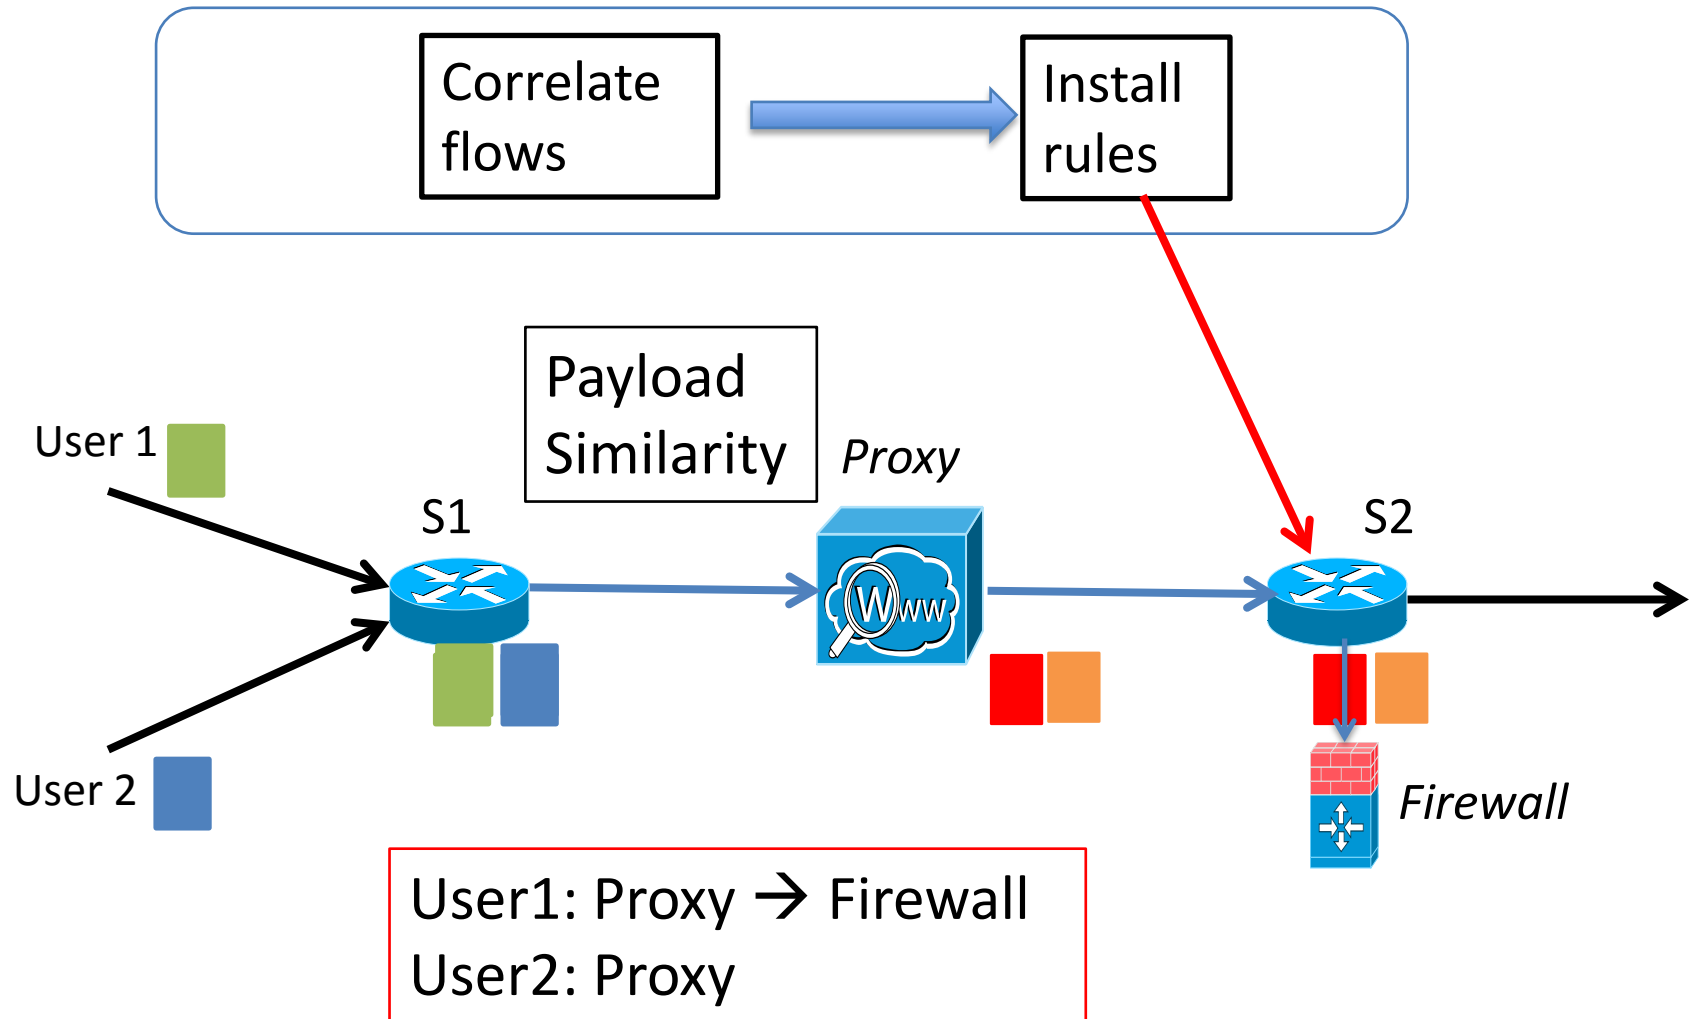 Correlate
flows
Install
rules
Payload
Similarity
Proxy
User 1
S1
S2
Www
User 2
Firewall
User1: Proxy → Firewall
User2: Proxy